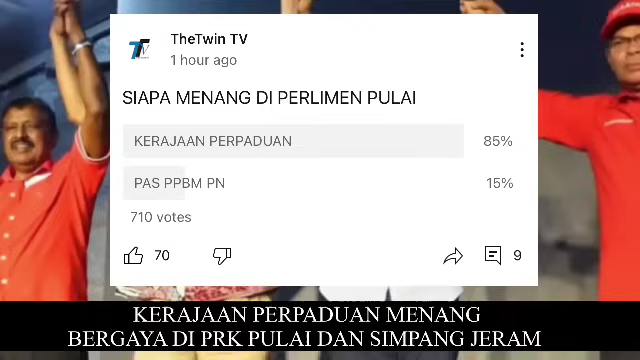 TheTwin TV
1 hour ago
SIAPA MENANG DI PERLIMEN PULAI
KERAJAAN PERPADUAN 85%
PAS PPBM PN 15%
710 votes
70 9
KERAJAAN PERPADUAN MENANG
BERGAYA DI PRK PULAI DAN SIMPANG JERAM